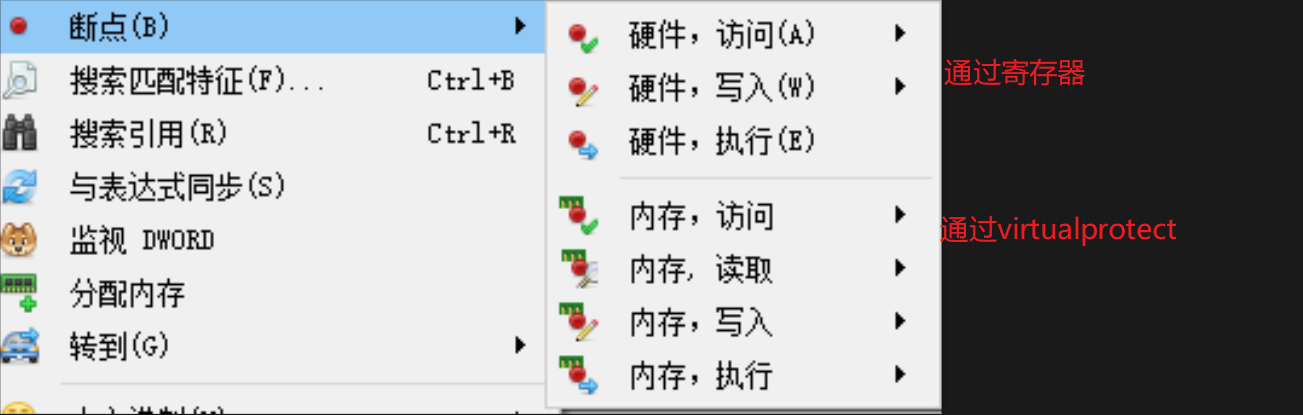 断点(B)
搜索匹配特征(F)... Ctrl+B
搜索引用(R) Ctrl+R
与表达式同步(S)
监视 DWORD
分配内存
转到(G)
硬件，访问(A)
硬件，写入(W)
硬件，执行(E)
内存，访问
内存，读取
内存，写入
内存，执行
通过寄存器
通过virtualprotect